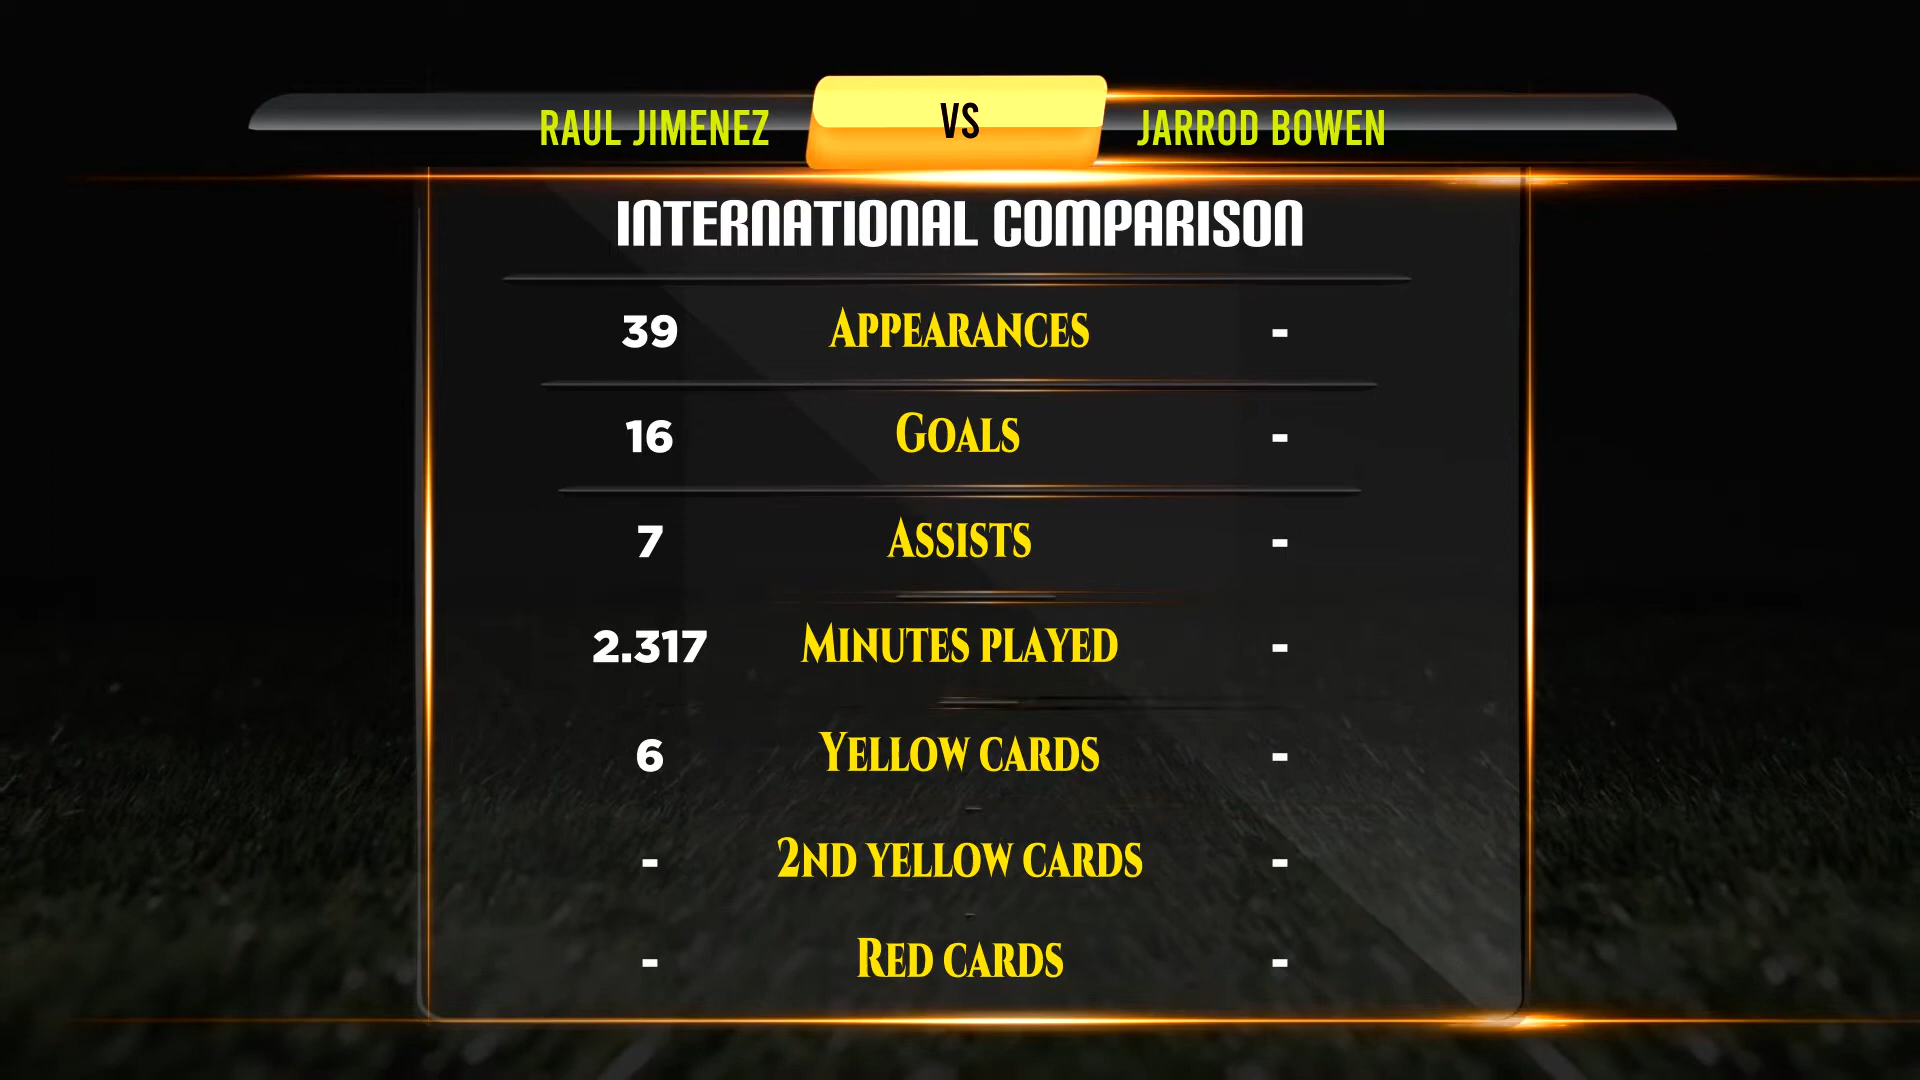 RAUL JIMENEZ VS JARROD BOWEN
INTERNATIONAL COMPARISON
39 APPEARANCES -
16 GOALS -
7 ASSISTS -
2.317 MINUTES PLAYED -
6 YELLOW CARDS -
- 2ND YELLOW CARDS -
- RED CARDS -